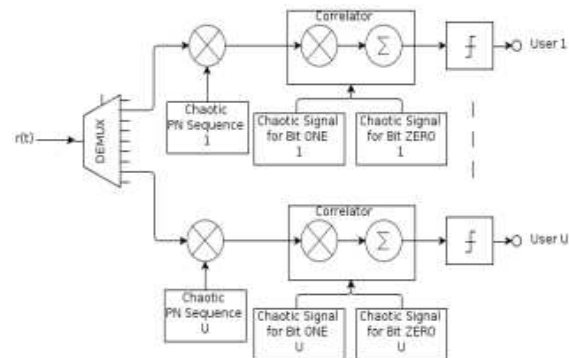 Correlator
Σ
User 1
r(t)
DEMUX
Chaotic
PN Sequence
1
Chaotic Signal
for Bit ONE
1
Chaotic Signal
for Bit ZERO
1
Correlator
Σ
User U
Chaotic
PN Sequence
U
Chaotic Signal
for Bit ONE
U
Chaotic Signal
for Bit ZERO
U